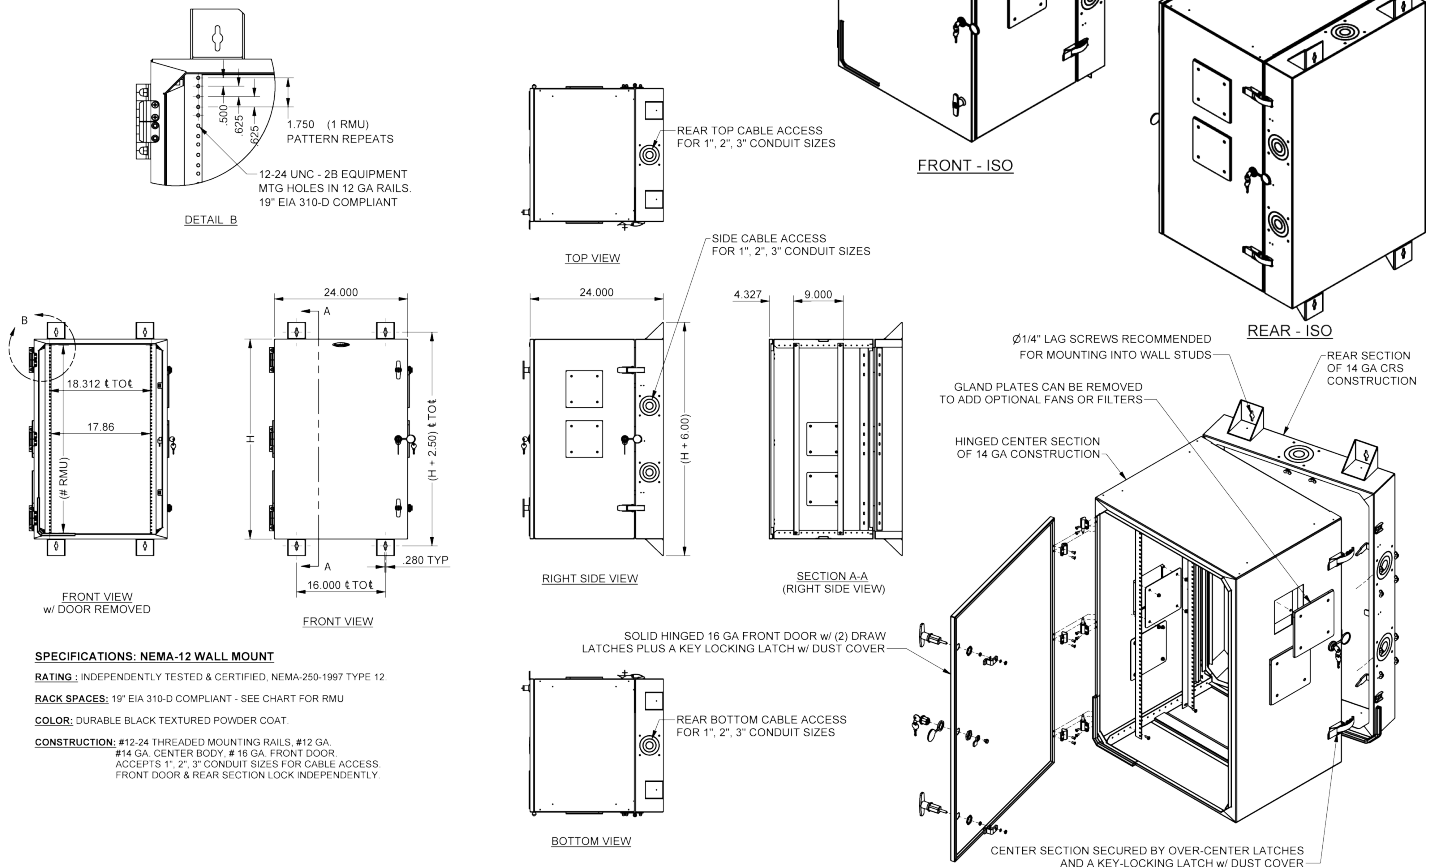 .500
.625
.625
1.750 (1 RMU)
PATTERN REPEATS
12-24 UNC - 2B EQUIPMENT
MTG HOLES IN 12 GA RAILS.
19" EIA 310-D COMPLIANT
DETAIL B
REAR TOP CABLE ACCESS
FOR 1", 2", 3" CONDUIT SIZES
TOP VIEW
FRONT - ISO
REAR - ISO
SIDE CABLE ACCESS
FOR 1", 2", 3" CONDUIT SIZES
B
18.312 ℄ TO ℄
17.86
(# RMU)
FRONT VIEW
w/ DOOR REMOVED
24.000
A
H
(H + 2.50) ℄ TO ℄
A
.280 TYP
16.000 ℄ TO ℄
FRONT VIEW
24.000
(H + 6.00)
RIGHT SIDE VIEW
4.327
9.000
SECTION A-A
(RIGHT SIDE VIEW)
Ø1/4" LAG SCREWS RECOMMENDED
FOR MOUNTING INTO WALL STUDS
REAR SECTION
OF 14 GA CRS
CONSTRUCTION
GLAND PLATES CAN BE REMOVED
TO ADD OPTIONAL FANS OR FILTERS
HINGED CENTER SECTION
OF 14 GA CONSTRUCTION
SOLID HINGED 16 GA FRONT DOOR w/ (2) DRAW
LATCHES PLUS A KEY LOCKING LATCH w/ DUST COVER
SPECIFICATIONS: NEMA-12 WALL MOUNT
RATING : INDEPENDENTLY TESTED & CERTIFIED, NEMA-250-1997 TYPE 12
RACK SPACES: 19" EIA 310-D COMPLIANT - SEE CHART FOR RMU
COLOR: DURABLE BLACK TEXTURED POWDER COAT.
CONSTRUCTION: #12-24 THREADED MOUNTING RAILS, #12 GA.
#14 GA. CENTER BODY. # 16 GA. FRONT DOOR.
ACCEPTS 1", 2", 3" CONDUIT SIZES FOR CABLE ACCESS.
FRONT DOOR & REAR SECTION LOCK INDEPENDENTLY.
REAR BOTTOM CABLE ACCESS
FOR 1", 2", 3" CONDUIT SIZES
BOTTOM VIEW
CENTER SECTION SECURED BY OVER-CENTER LATCHES
AND A KEY-LOCKING LATCH w/ DUST COVER